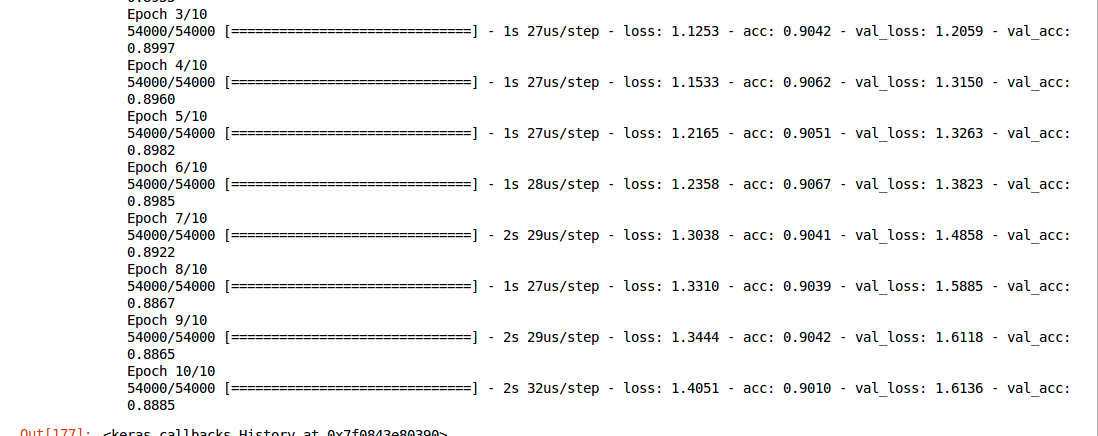 Epoch 3/10
54000/54000 [==============================] - 1s 27us/step - loss: 1.1253 - acc: 0.9042 - val_loss: 1.2059 - val_acc:
0.8997
Epoch 4/10
54000/54000 [==============================] - 1s 27us/step - loss: 1.1533 - acc: 0.9062 - val_loss: 1.3150 - val_acc:
0.8960
Epoch 5/10
54000/54000 [==============================] - 1s 27us/step - loss: 1.2165 - acc: 0.9051 - val_loss: 1.3263 - val_acc:
0.8982
Epoch 6/10
54000/54000 [==============================] - 1s 28us/step - loss: 1.2358 - acc: 0.9067 - val_loss: 1.3823 - val_acc:
0.8985
Epoch 7/10
54000/54000 [==============================] - 2s 29us/step - loss: 1.3038 - acc: 0.9041 - val_loss: 1.4858 - val_acc:
0.8922
Epoch 8/10
54000/54000 [==============================] - 1s 27us/step - loss: 1.3310 - acc: 0.9039 - val_loss: 1.5885 - val_acc:
0.8867
Epoch 9/10
54000/54000 [==============================] - 2s 29us/step - loss: 1.3444 - acc: 0.9042 - val_loss: 1.6118 - val_acc:
0.8865
Epoch 10/10
54000/54000 [==============================] - 2s 32us/step - loss: 1.4051 - acc: 0.9010 - val_loss: 1.6136 - val_acc:
0.8885
Out[177]: <keras.callbacks.History at 0x7f0843e80390>